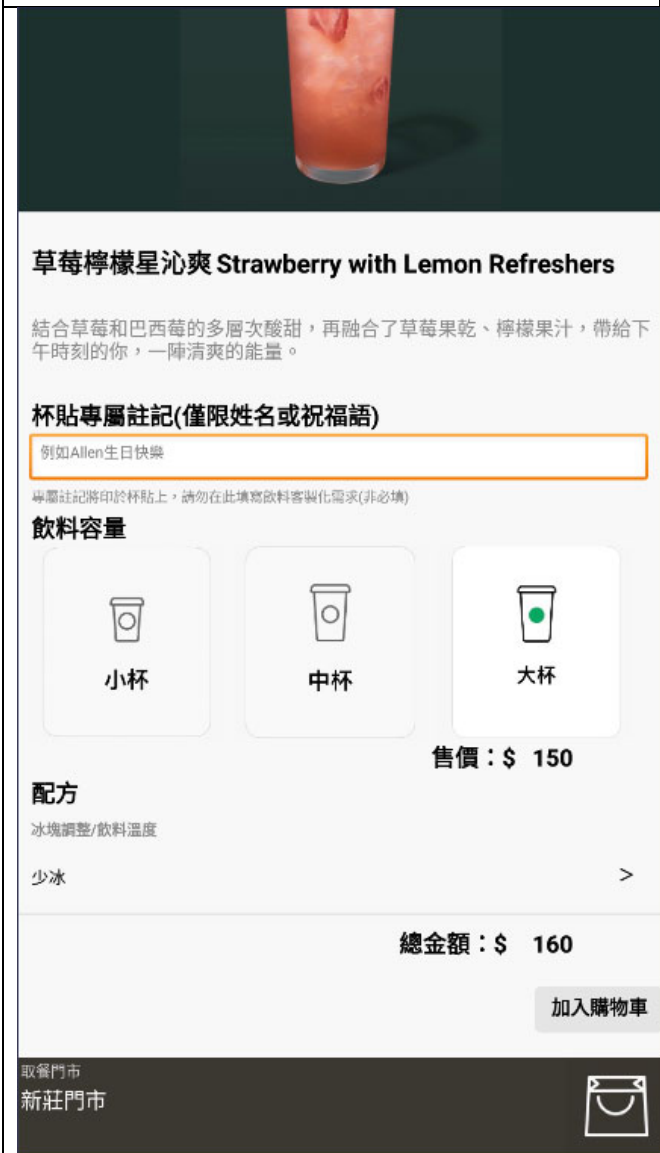 草莓檸檬星沁爽 Strawberry with Lemon Refreshers
結合草莓和巴西莓的多層次酸甜，再融合了草莓果乾、檸檬果汁，帶給下
午時刻的你，一陣清爽的能量。
杯貼專屬註記(僅限姓名或祝福語)
例如Allen生日快樂
專屬註記將印於杯貼上，請勿在此填寫飲料客製化需求(非必填)
飲料容量
小杯
中杯
大杯
售價：$ 150
配方
冰塊調整/飲料溫度
少冰 >
總金額：$ 160
加入購物車
取餐門市
新莊門市